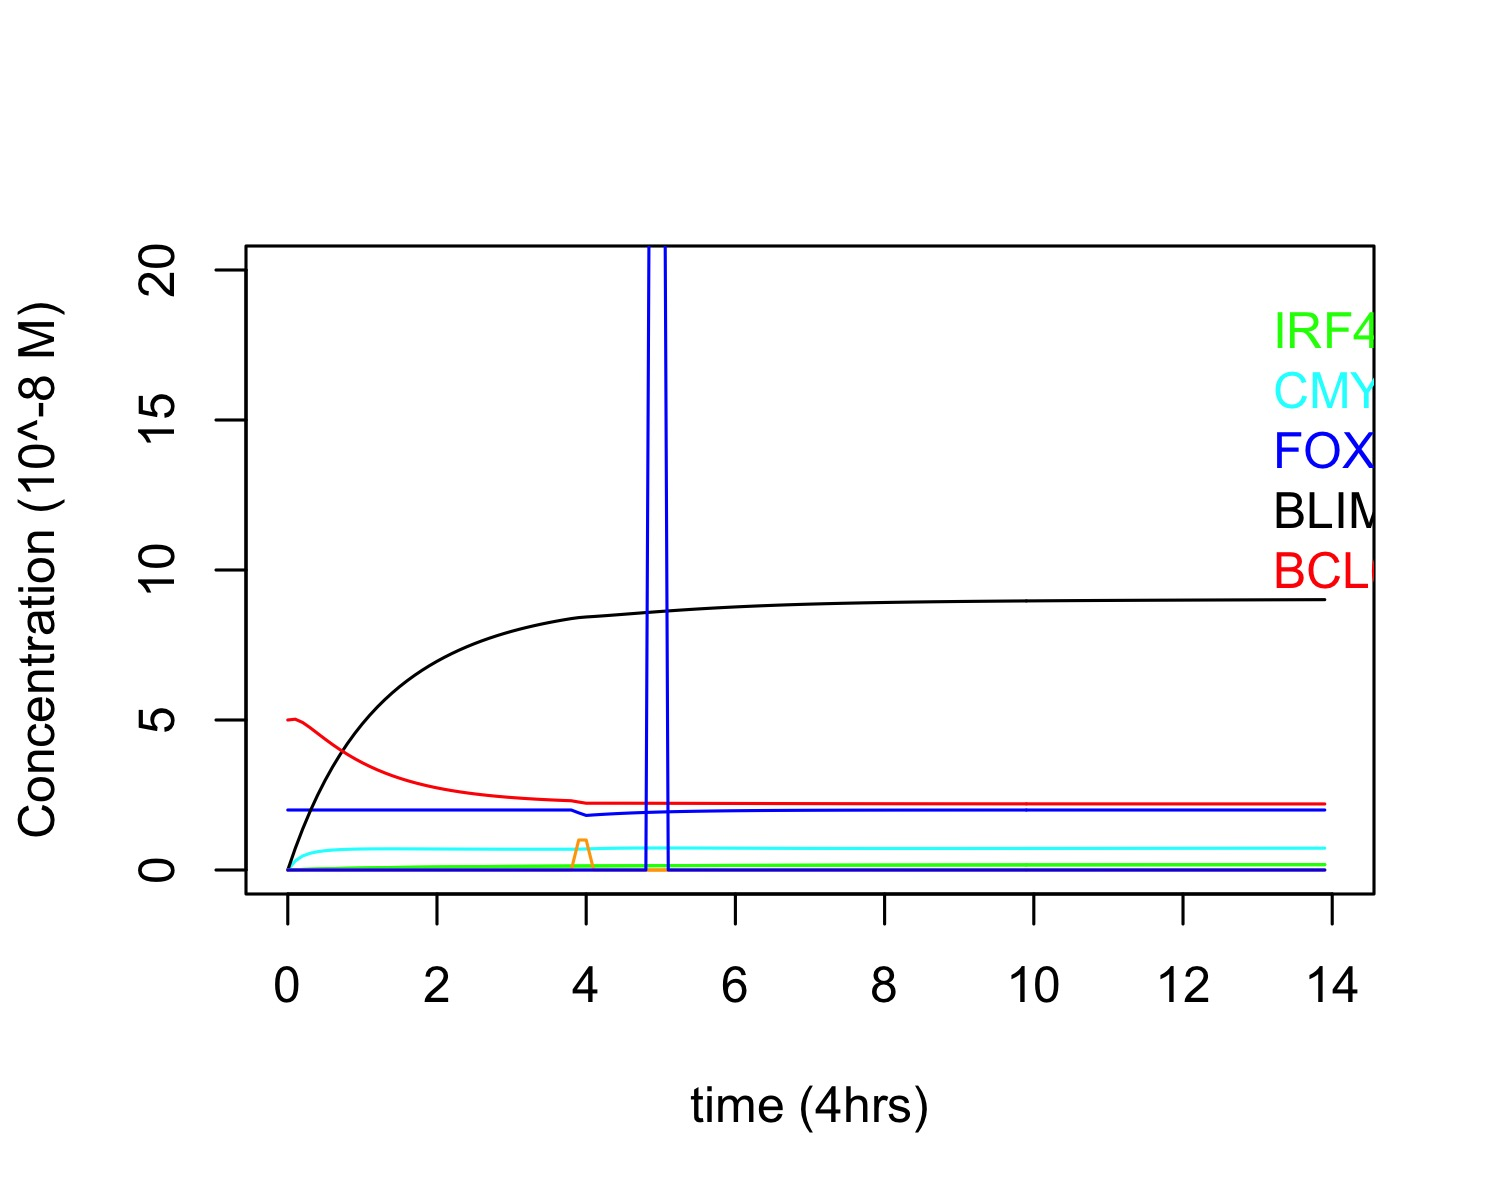 Concentration (10^-8 M)
20
15
10
5
0
IRF4
CMY
FOX
BLIM
BCL
0 2 4 6 8 10 12 14
time (4hrs)